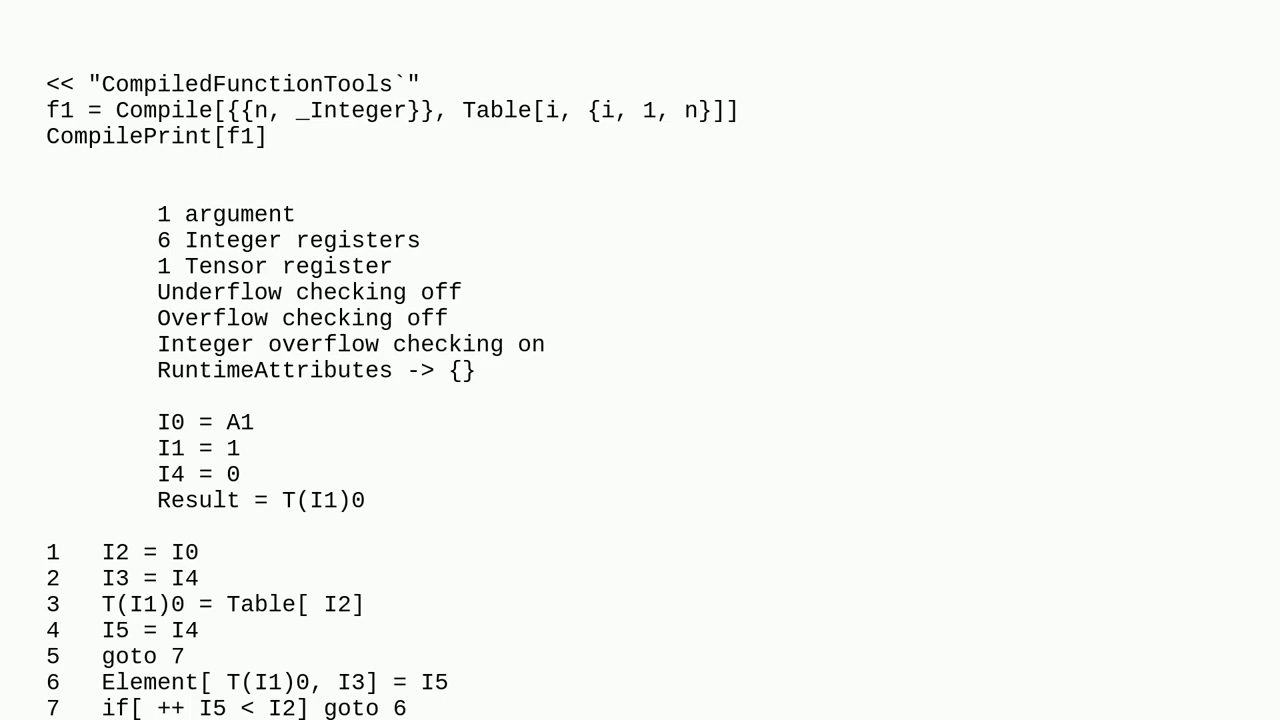 << "CompiledFunctionTools`"
f1 = Compile[{{n, _Integer}}, Table[i, {i, 1, n}]]
CompilePrint[f1]
1 argument
6 Integer registers
1 Tensor register
Underflow checking off
Overflow checking off
Integer overflow checking on
RuntimeAttributes -> {}
I0 = A1
I1 = 1
I4 = 0
Result = T(I1)0
1 I2 = I0
2 I3 = I4
3 T(I1)0 = Table[ I2]
4 I5 = I4
5 goto 7
6 Element[ T(I1)0, I3] = I5
7 if[ ++ I5 < I2] goto 6